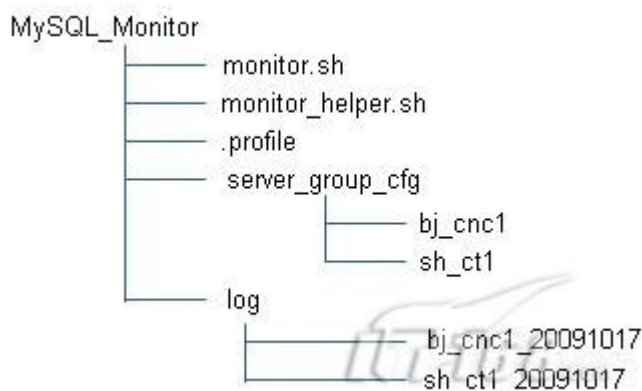 MySQL_Monitor
monitor.sh
monitor_helper.sh
.profile
server_group_cfg
bj_cnc1
sh_ct1
log
bj_cnc1_20091017
sh_ct1_20091017